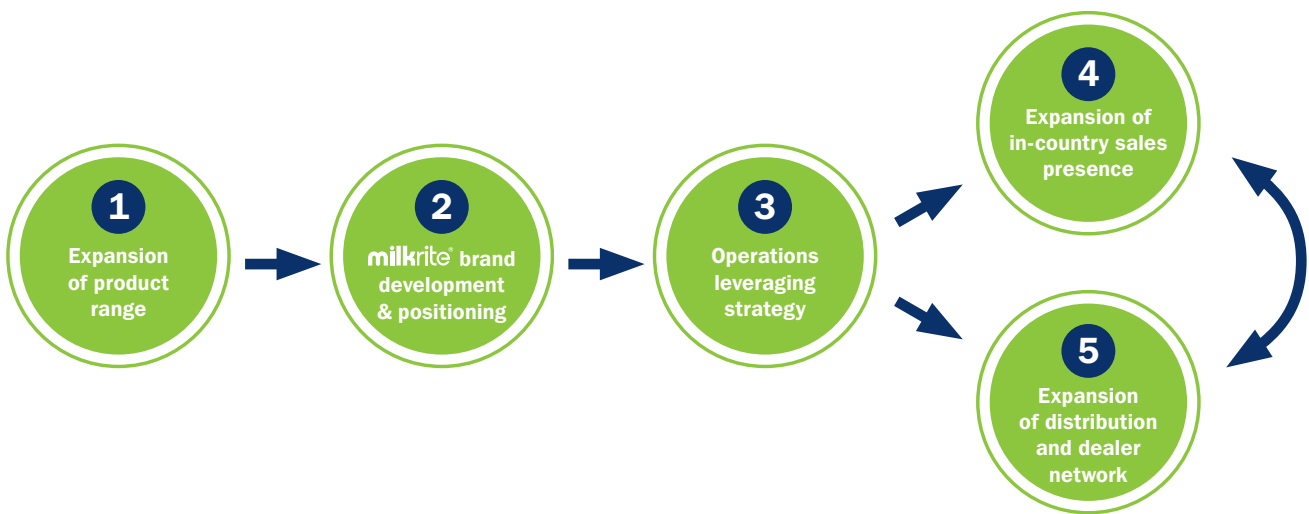 1
Expansion
of product
range
2
milkrite® brand
development
& positioning
3
Operations
leveraging
strategy
4
Expansion of
in-country sales
presence
5
Expansion
of distribution
and dealer
network